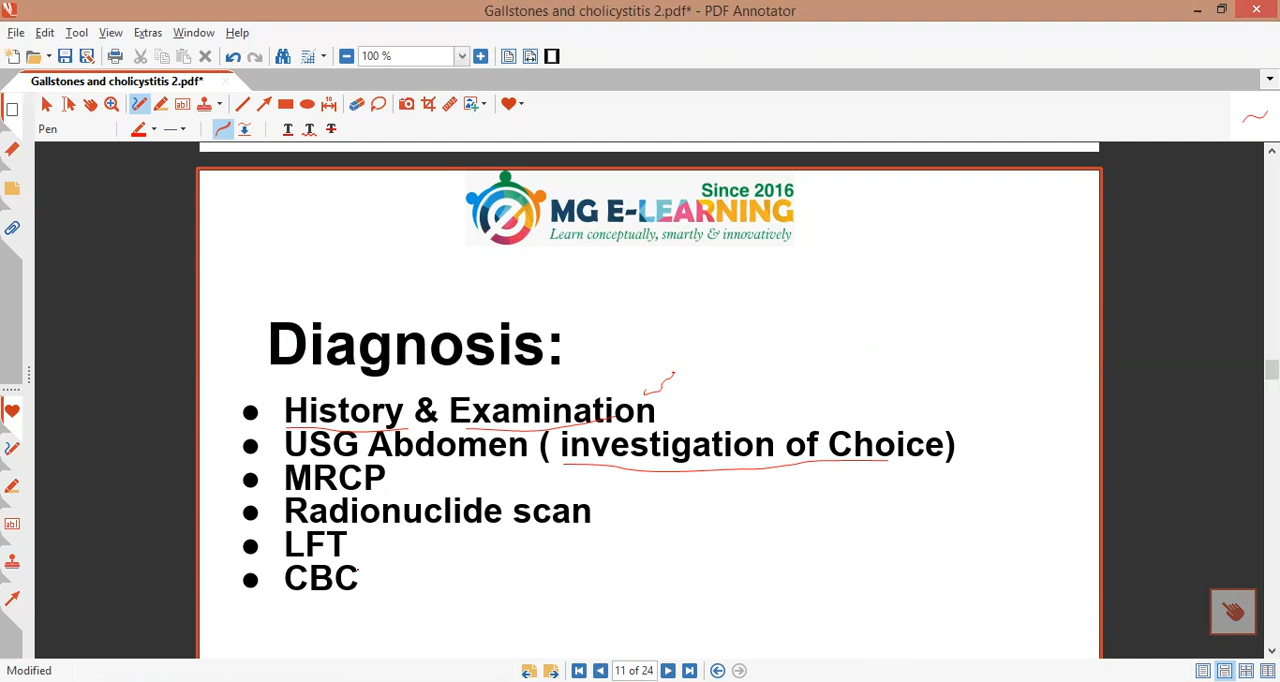 Gallstones and cholicystitis 2.pdf* - PDF Annotator
File Edit Tool View Extras Window Help
100 %
Gallstones and cholicystitis 2.pdf*
Pen
Since 2016
MG E-LEARNING
Learn conceptually, smartly & innovatively
Diagnosis:
● History & Examination
● USG Abdomen ( investigation of Choice)
● MRCP
● Radionuclide scan
● LFT
● CBC
Modified
11 of 24